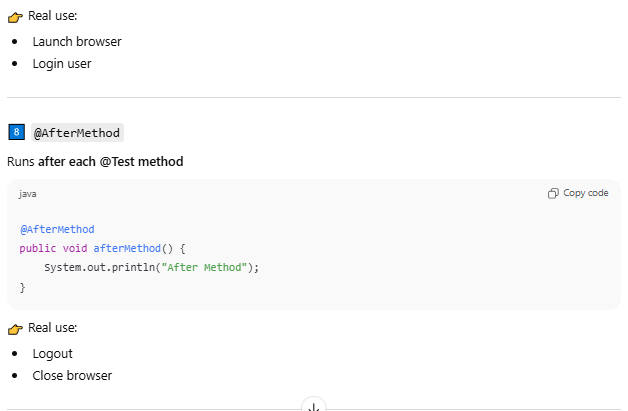 👉 Real use:
• Launch browser
• Login user
8 @AfterMethod
Runs after each @Test method
java
Copy code
@AfterMethod
public void afterMethod() {
    System.out.println("After Method");
}
👉 Real use:
• Logout
• Close browser